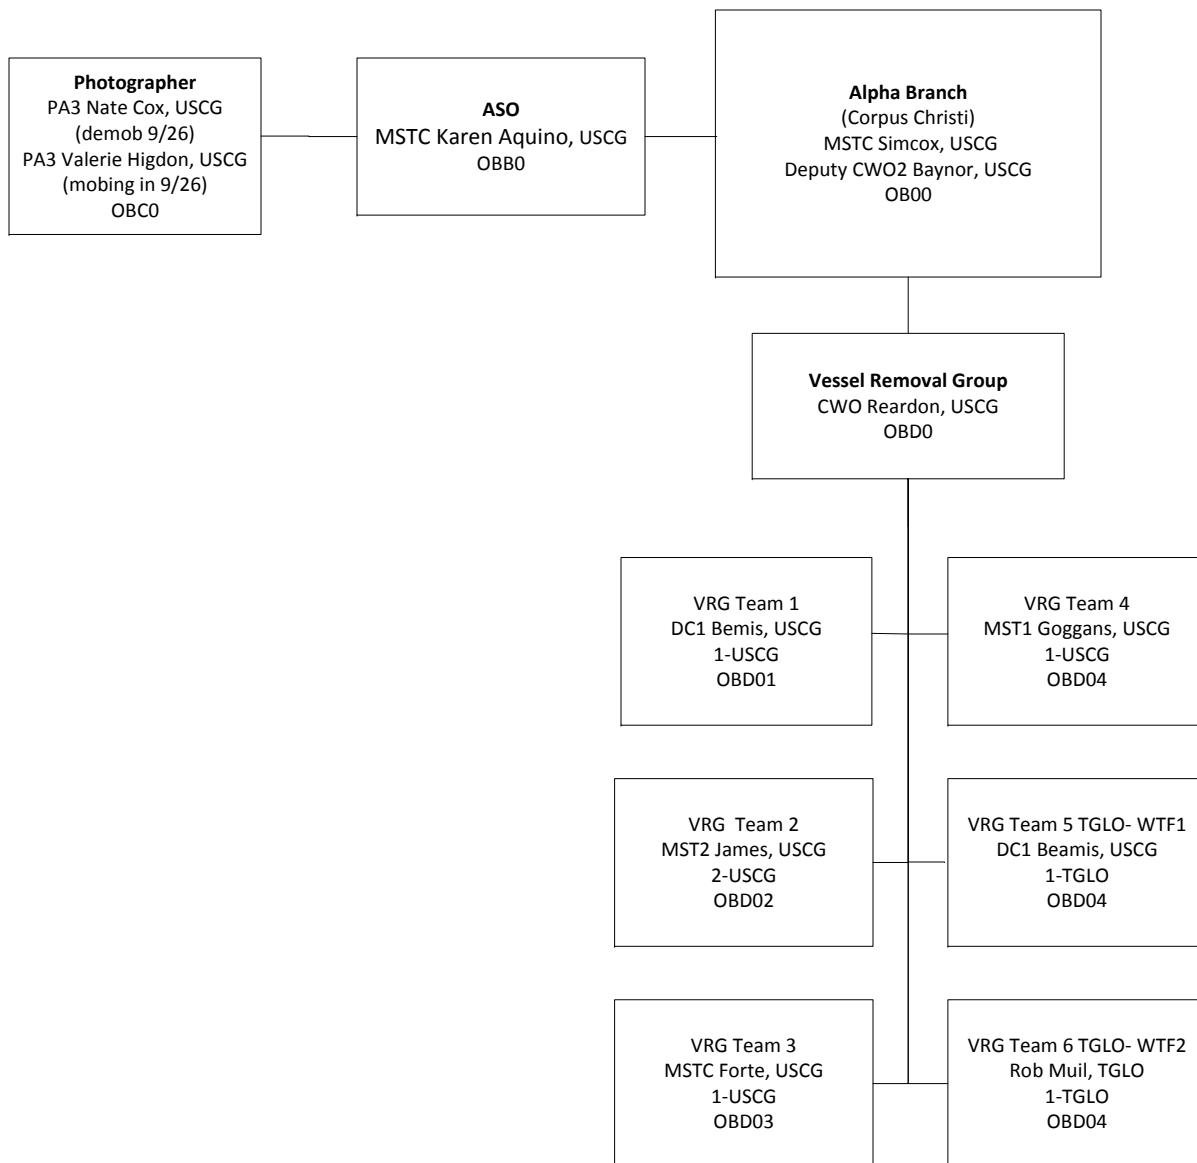 Photographer
PA3 Nate Cox, USCG
(demob 9/26)
PA3 Valerie Higdon, USCG
(mobing in 9/26)
OBC0
ASO
MSTC Karen Aquino, USCG
OBB0
Alpha Branch
(Corpus Christi)
MSTC Simcox, USCG
Deputy CWO2 Baynor, USCG
OB00
Vessel Removal Group
CWO Reardon, USCG
OBD0
VRG Team 1
DC1 Bemis, USCG
1-USCG
OBD01
VRG Team 4
MST1 Goggans, USCG
1-USCG
OBD04
VRG  Team 2
MST2 James, USCG
2-USCG
OBD02
VRG Team 5 TGLO- WTF1
DC1 Beamis, USCG
1-TGLO
OBD04
VRG Team 3
MSTC Forte, USCG
1-USCG
OBD03
VRG Team 6 TGLO- WTF2
Rob Muil, TGLO
1-TGLO
OBD04